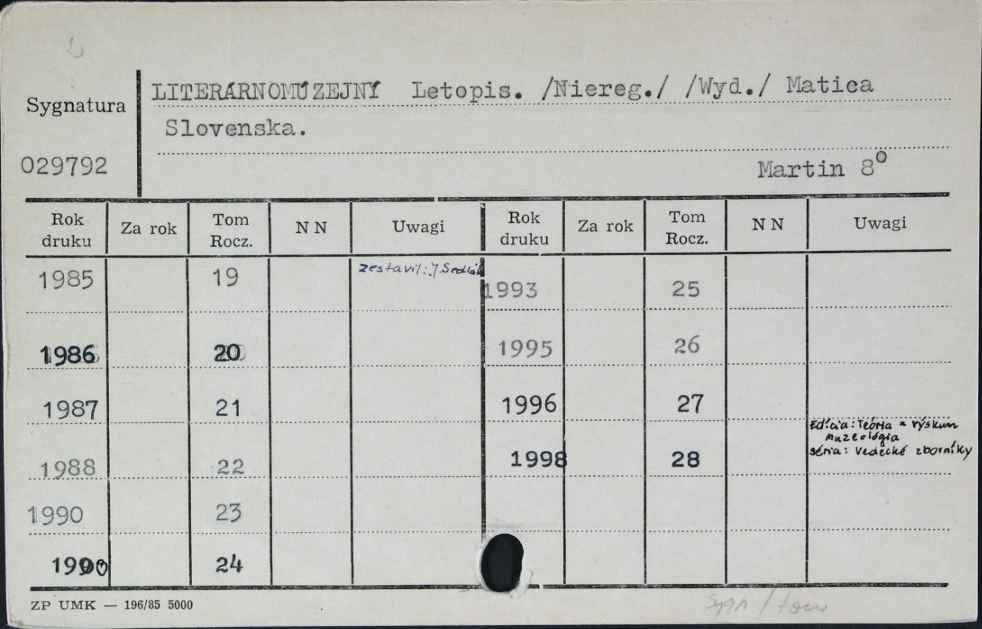 LITERÁRNOMÚZEJNÝ Letopis. /Niereg./ /Wyd./ Matica
Sygnatura
Slovenska.
029792
Martin 8°
Rok druku Za rok Tom Rocz. NN Uwagi Rok druku Za rok Tom Rocz. NN Uwagi
1985 19 zestavil: J. Sedlák 1993 25
1986 20 1995 26
1987 21 1996 27
1988 22 1998 28 Edícia: Teória a výskum
muzeológia
séria: Vedecké zborníky
1990 23
1990 24
ZP UMK — 196/85 5000
Sygn /